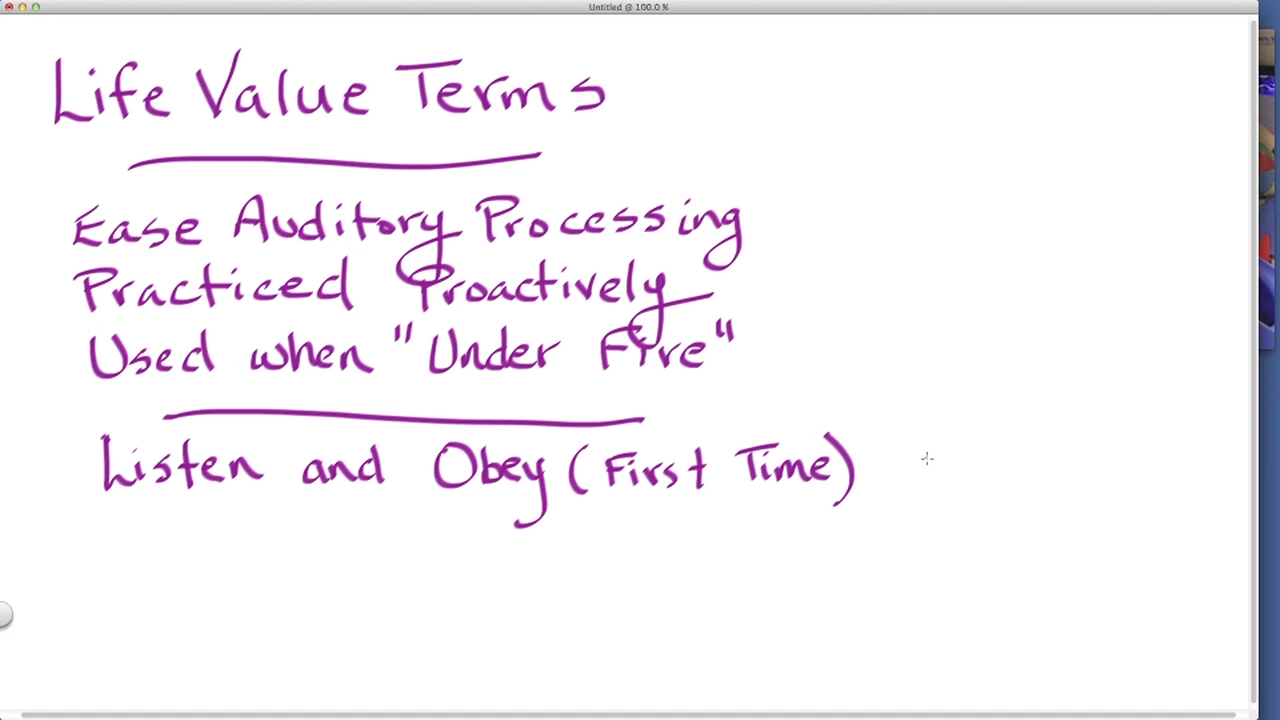 Untitled @ 100.0 %
Life Value Terms
Ease Auditory Processing
Practiced Proactively
Used when "Under Fire"
Listen and Obey (First Time)